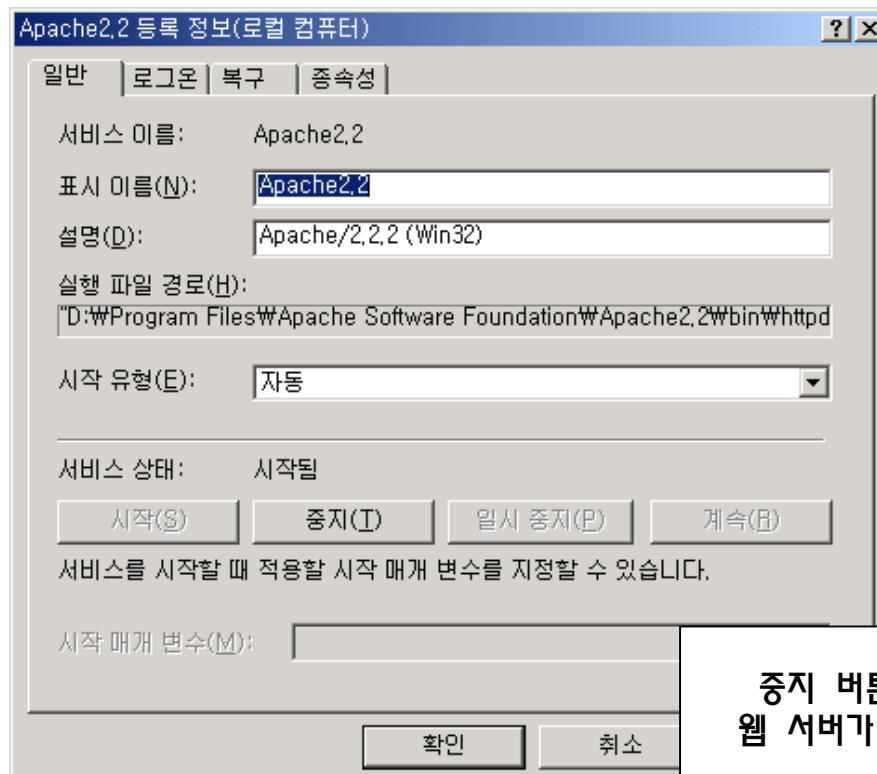 Apache2,2 등록 정보(로컬 컴퓨터)
일반 로그온 복구 종속성
서비스 이름: Apache2,2
표시 이름(N): Apache2,2
설명(D): Apache/2,2,2 (Win32)
실행 파일 경로(H):
"D:₩Program Files₩Apache Software Foundation₩Apache2,2₩bin₩httpd
시작 유형(E): 자동
서비스 상태: 시작됨
시작(S) 중지(T) 일시 중지(P) 계속(R)
서비스를 시작할 때 적용할 시작 매개 변수를 지정할 수 있습니다.
시작 매개 변수(M):
중지
웹 서버가
확인 취소